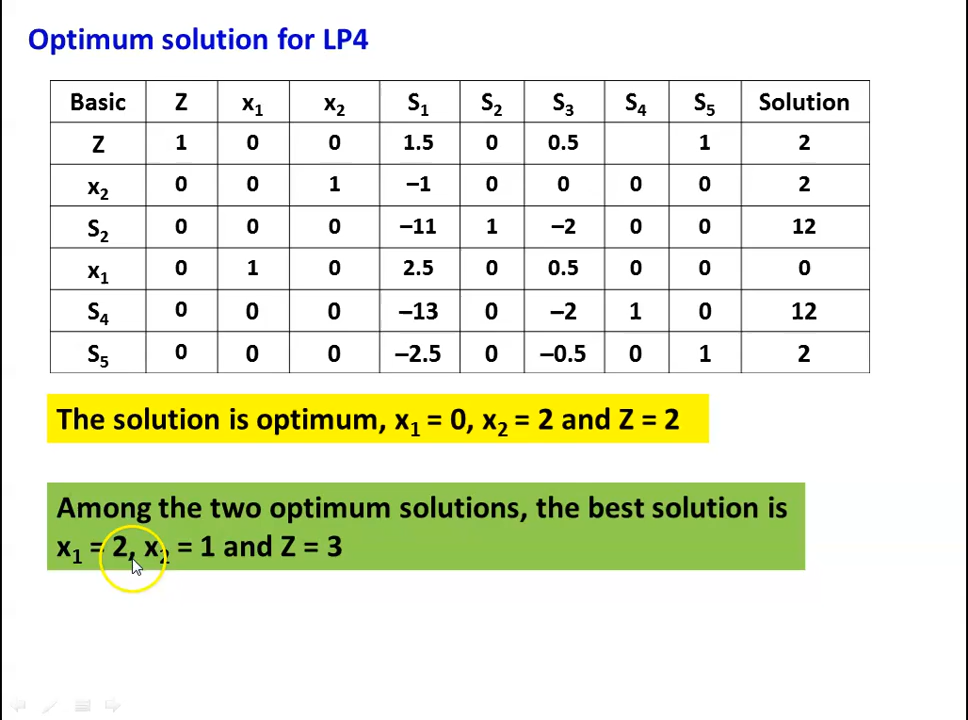 Optimum solution for LP4
Basic Z x₁ x₂ S₁ S₂ S₃ S₄ S₅ Solution
Z 1 0 0 1.5 0 0.5 1 2
x₂ 0 0 1 –1 0 0 0 0 2
S₂ 0 0 0 –11 1 –2 0 0 12
x₁ 0 1 0 2.5 0 0.5 0 0 0
S₄ 0 0 0 –13 0 –2 1 0 12
S₅ 0 0 0 –2.5 0 –0.5 0 1 2
The solution is optimum, x₁ = 0, x₂ = 2 and Z = 2
Among the two optimum solutions, the best solution is
x₁ = 2, x₂ = 1 and Z = 3